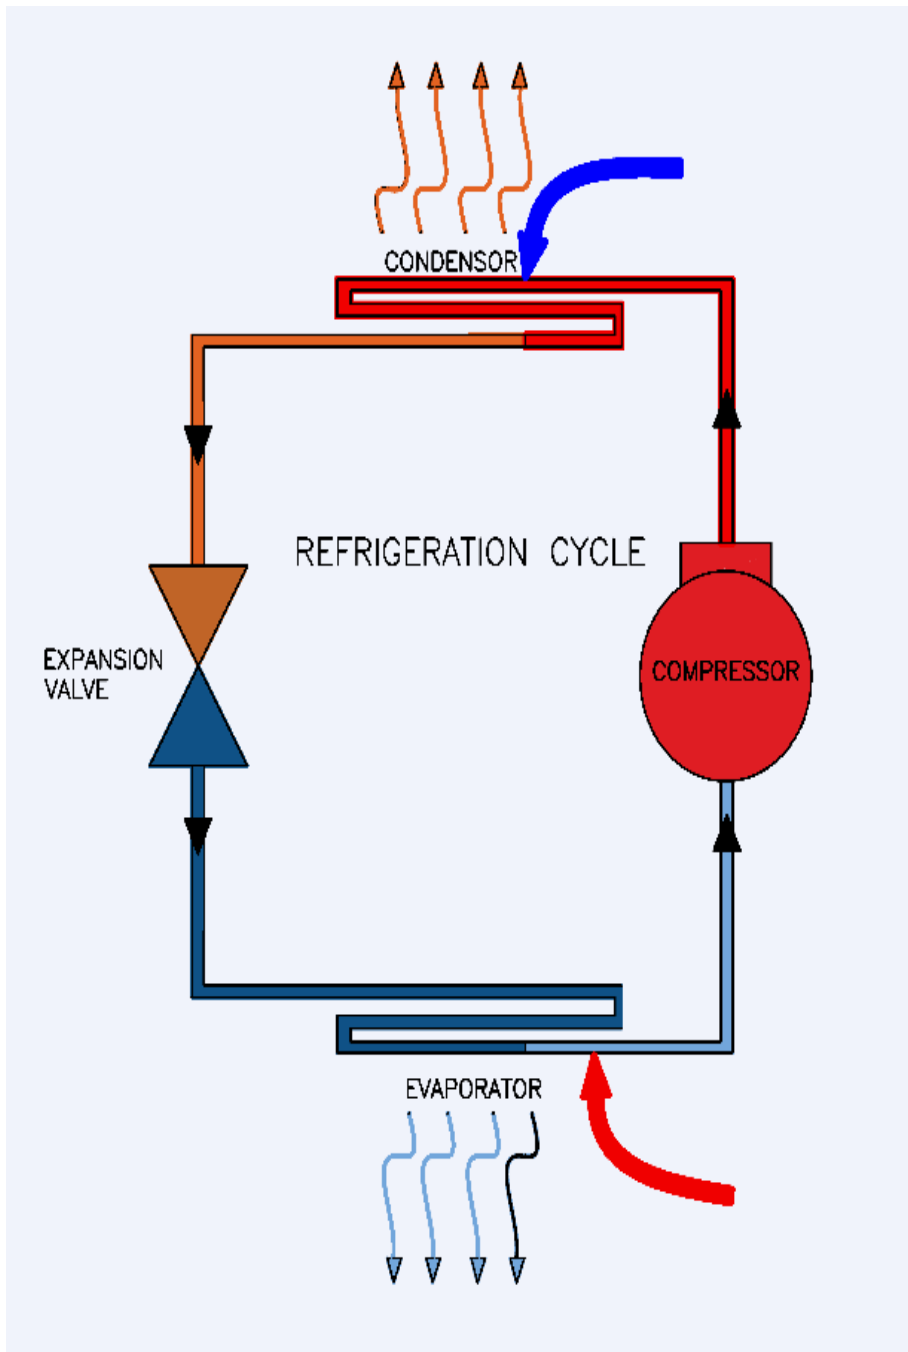 CONDENSOR
REFRIGERATION CYCLE
EXPANSION
VALVE
COMPRESSOR
EVAPORATOR